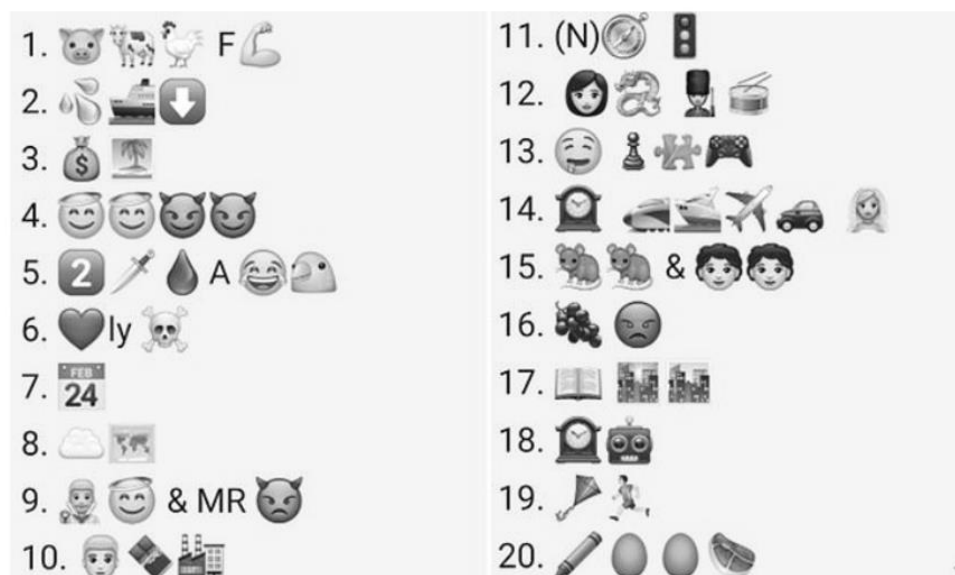 1. F
2.
3. $
4.
5. 2 A
6. ly
7. FEB 24
8.
9. & MR
10.
11. (N)
12.
13.
14.
15. &
16.
17.
18.
19.
20.